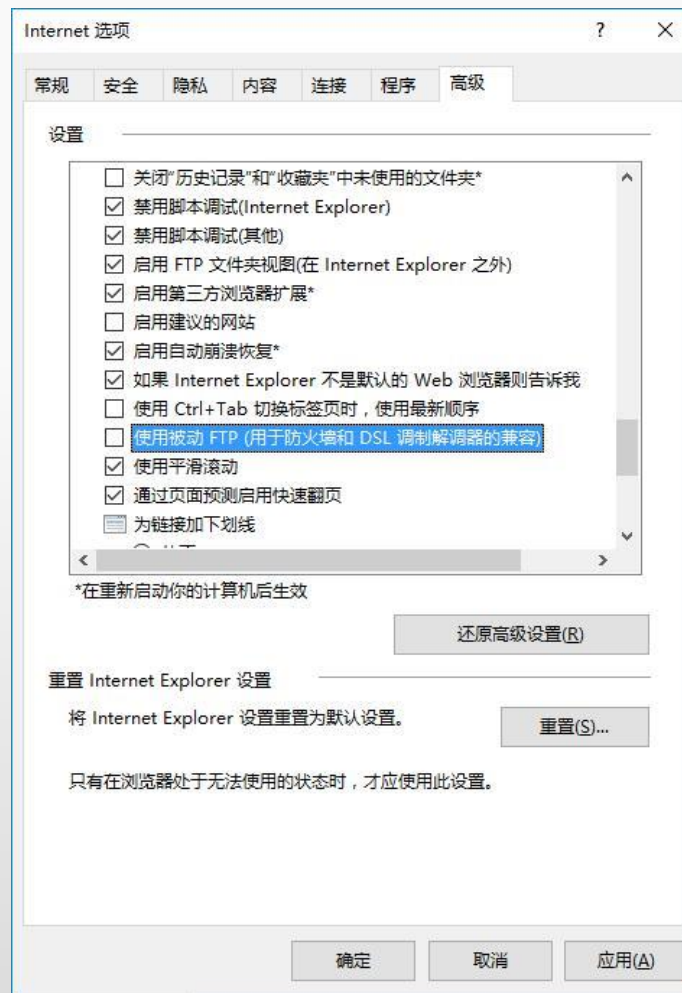 Internet 选项
常规 安全 隐私 内容 连接 程序 高级
设置
关闭“历史记录”和“收藏夹”中未使用的文件夹*
禁用脚本调试(Internet Explorer)
禁用脚本调试(其他)
启用 FTP 文件夹视图(在 Internet Explorer 之外)
启用第三方浏览器扩展*
启用建议的网站
启用自动崩溃恢复*
如果 Internet Explorer 不是默认的 Web 浏览器则告诉我
使用 Ctrl+Tab 切换标签页时，使用最新顺序
使用被动 FTP (用于防火墙和 DSL 调制解调器的兼容)
使用平滑滚动
通过页面预测启用快速翻页
为链接加下划线
*在重新启动你的计算机后生效
还原高级设置(R)
重置 Internet Explorer 设置
将 Internet Explorer 设置重置为默认设置。
重置(S)...
只有在浏览器处于无法使用的状态时，才应使用此设置。
确定 取消 应用(A)